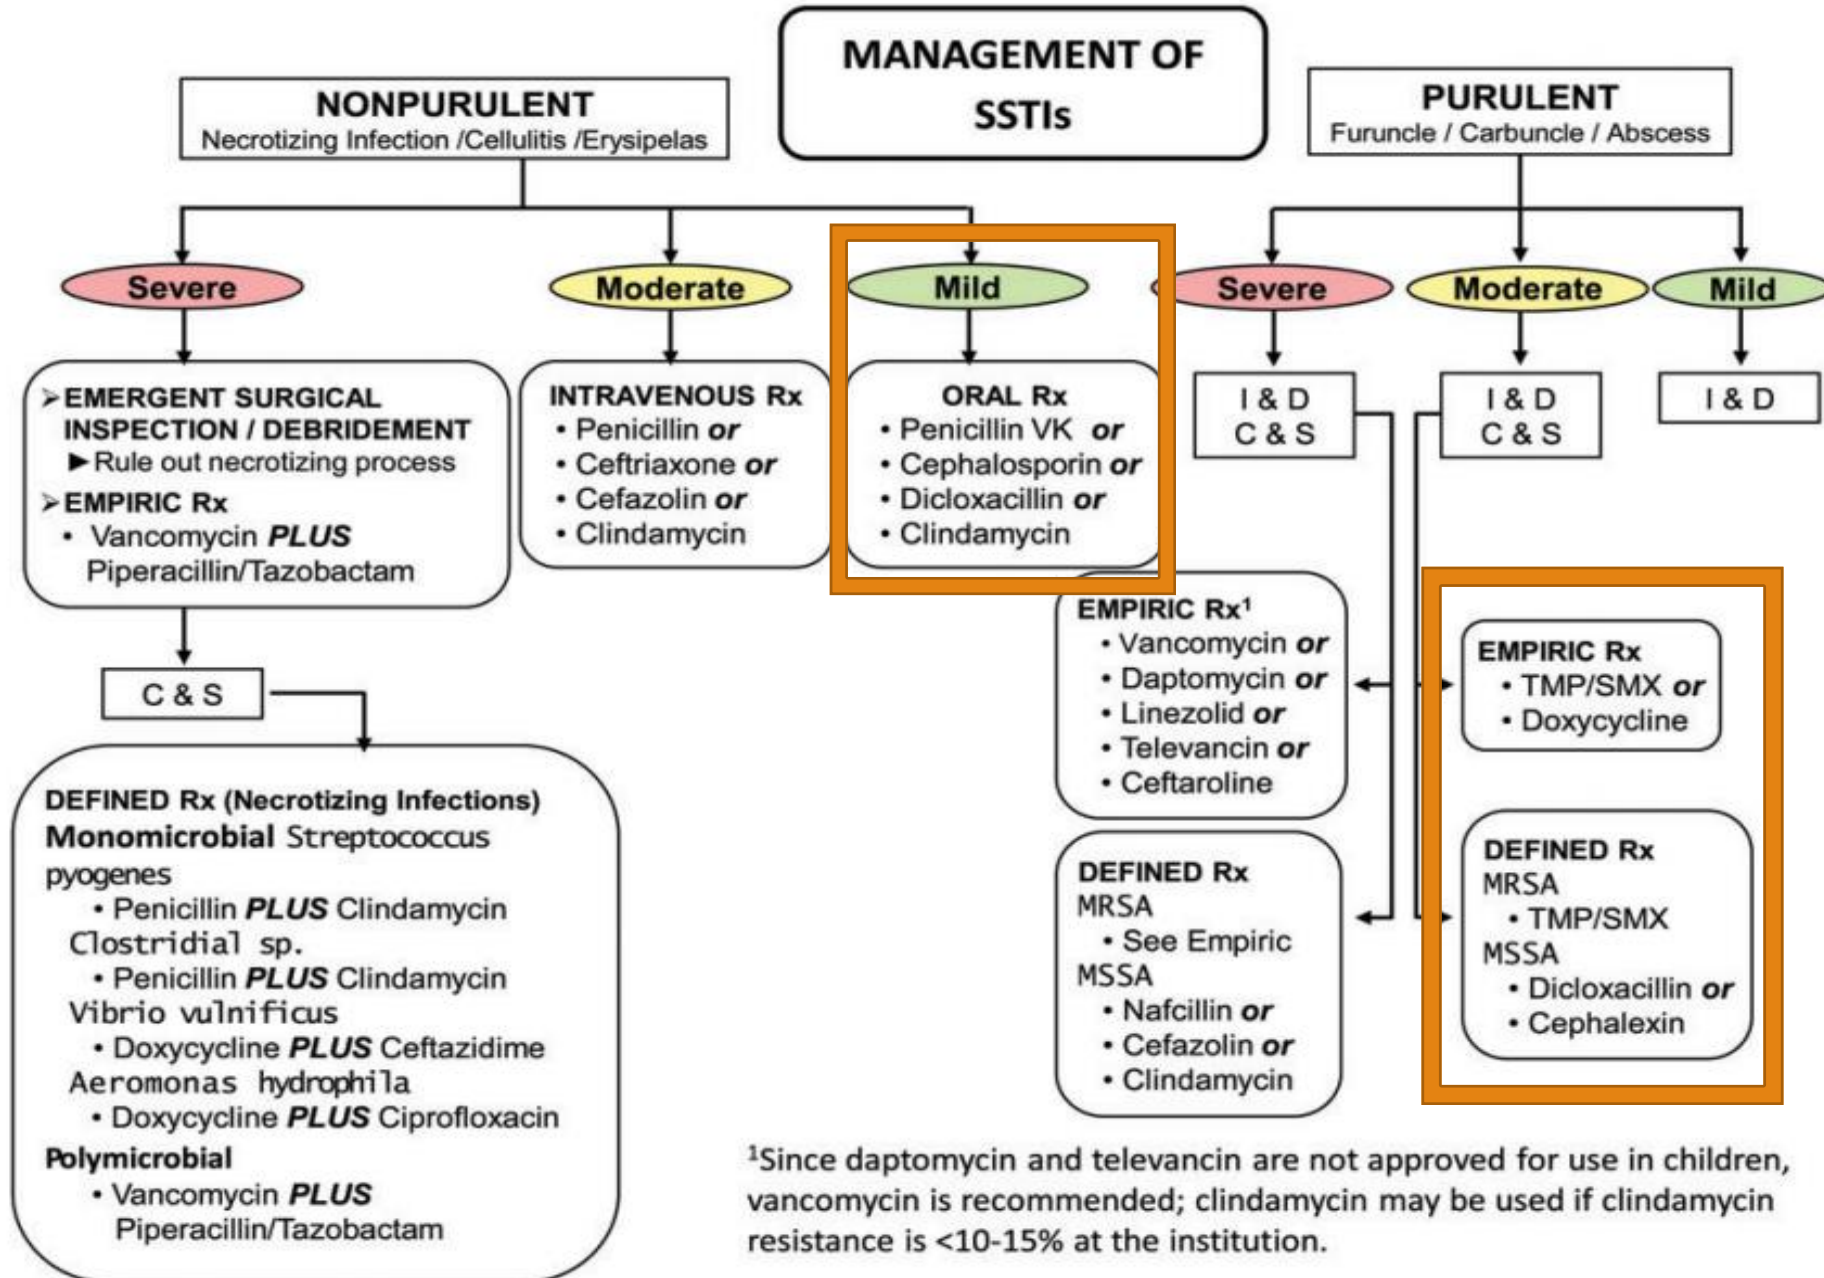 MANAGEMENT OF
SSTIs
NONPURULENT
Necrotizing Infection /Cellulitis /Erysipelas
Severe
➢EMERGENT SURGICAL
INSPECTION / DEBRIDEMENT
►Rule out necrotizing process
➢EMPIRIC Rx
• Vancomycin PLUS
Piperacillin/Tazobactam
C & S
DEFINED Rx (Necrotizing Infections)
Monomicrobial Streptococcus
pyogenes
• Penicillin PLUS Clindamycin
Clostridial sp.
• Penicillin PLUS Clindamycin
Vibrio vulnificus
• Doxycycline PLUS Ceftazidime
Aeromonas hydrophila
• Doxycycline PLUS Ciprofloxacin
Polymicrobial
• Vancomycin PLUS
Piperacillin/Tazobactam
Moderate
INTRAVENOUS Rx
• Penicillin or
• Ceftriaxone or
• Cefazolin or
• Clindamycin
Mild
ORAL Rx
• Penicillin VK or
• Cephalosporin or
• Dicloxacillin or
• Clindamycin
PURULENT
Furuncle / Carbuncle / Abscess
Severe
I & D
C & S
EMPIRIC Rx¹
• Vancomycin or
• Daptomycin or
• Linezolid or
• Televancin or
• Ceftaroline
DEFINED Rx
MRSA
• See Empiric
MSSA
• Nafcillin or
• Cefazolin or
• Clindamycin
Moderate
I & D
C & S
EMPIRIC Rx
• TMP/SMX or
• Doxycycline
DEFINED Rx
MRSA
• TMP/SMX
MSSA
• Dicloxacillin or
• Cephalexin
Mild
I & D
¹Since daptomycin and televancin are not approved for use in children,
vancomycin is recommended; clindamycin may be used if clindamycin
resistance is <10-15% at the institution.